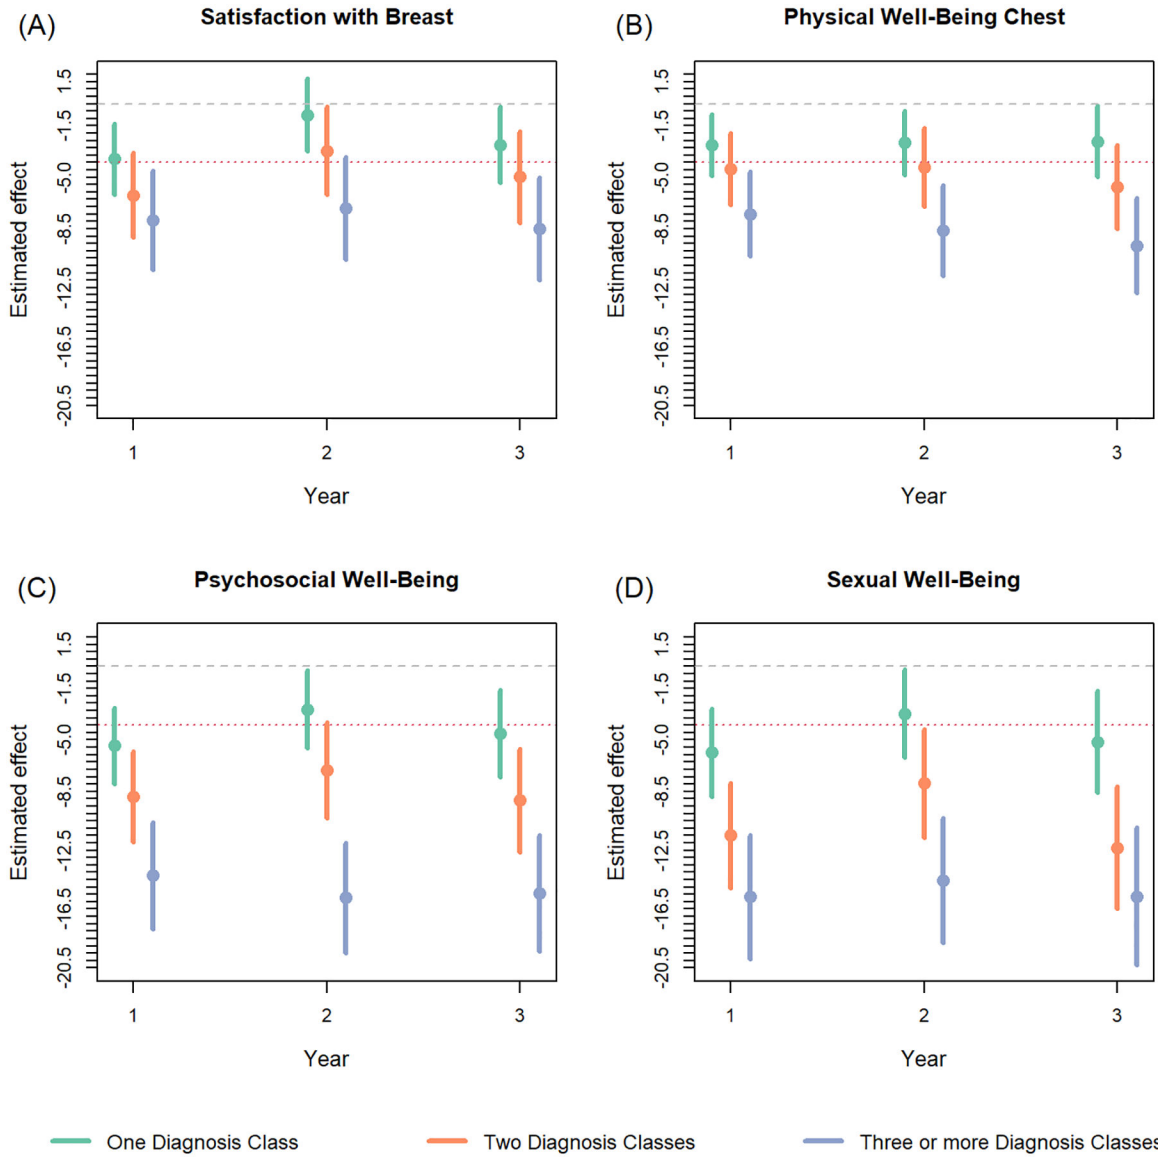 (A) Satisfaction with Breast
(B) Physical Well-Being Chest
Estimated effect
1.5
-1.5
-5.0
-8.5
-12.5
-16.5
-20.5
1 2 3
Year
Estimated effect
1.5
-1.5
-5.0
-8.5
-12.5
-16.5
-20.5
1 2 3
Year
(C) Psychosocial Well-Being
(D) Sexual Well-Being
Estimated effect
1.5
-1.5
-5.0
-8.5
-12.5
-16.5
-20.5
1 2 3
Year
Estimated effect
1.5
-1.5
-5.0
-8.5
-12.5
-16.5
-20.5
1 2 3
Year
One Diagnosis Class
Two Diagnosis Classes
Three or more Diagnosis Classes